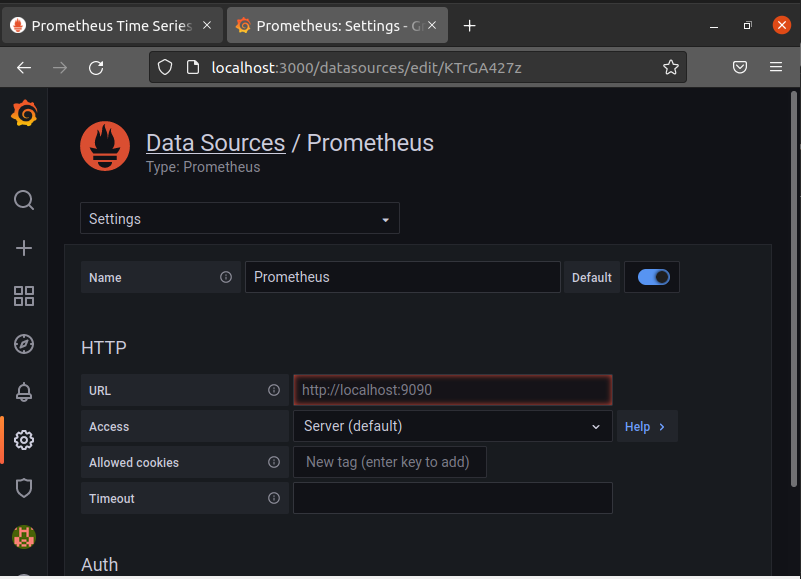 Prometheus Time Series
Prometheus: Settings - Gr
localhost:3000/datasources/edit/KTrGA427z
Data Sources / Prometheus
Type: Prometheus
Settings
Name Prometheus Default
HTTP
URL http://localhost:9090
Access Server (default) Help
Allowed cookies New tag (enter key to add)
Timeout
Auth